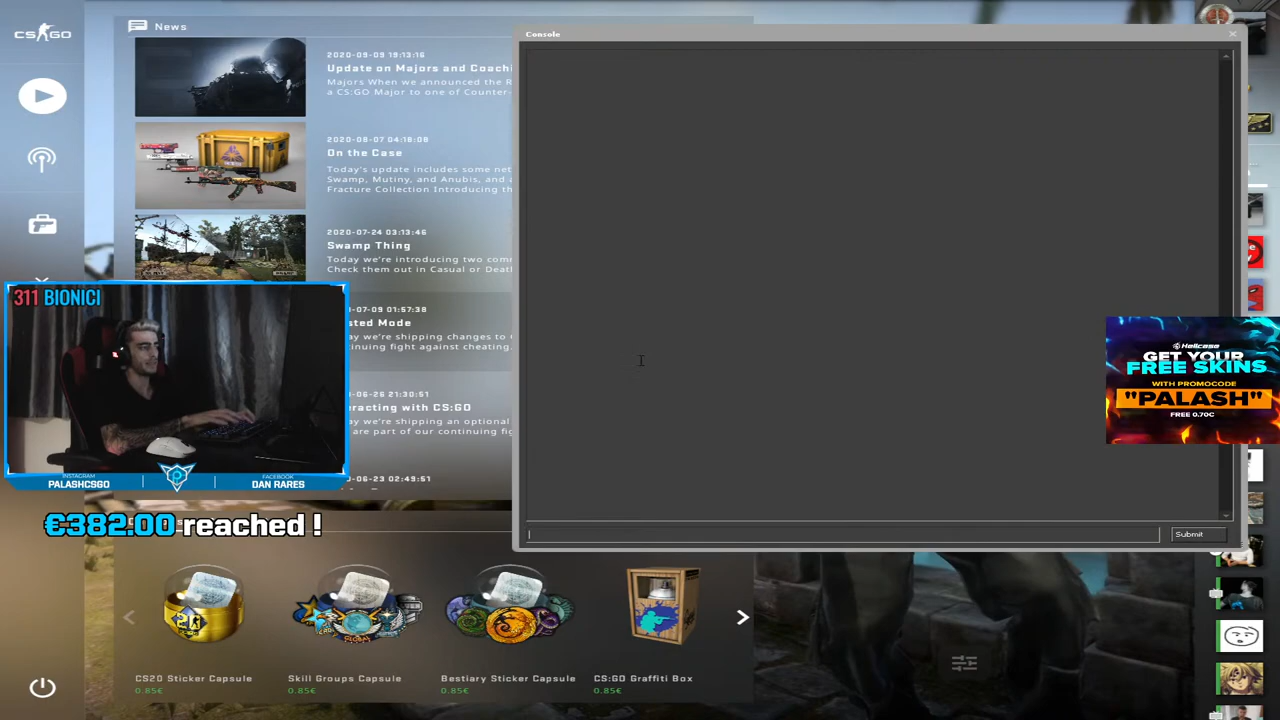 CS:GO
News
2020-09-09 19:13:16
Update on Majors and Coachi
Majors When we announced the R
a CS:GO Major to one of Counter-
2020-08-07 04:18:08
On the Case
Today's update includes some net
Swamp, Mutiny, and Anubis, and a
Fracture Collection Introducing th
2020-07-24 03:13:46
Swamp Thing
Today we're introducing two comm
Check them out in Casual or Death
-07-09 01:57:38
sted Mode
y we're shipping changes to
inuing fight against cheating.
-06-26 21:30:51
racting with CS:GO
y we're shipping an optional
are part of our continuing fig
-06-23 02:49:51
311 BIONICI
INSTAGRAM
PALASHCSGO
FACEBOOK
DAN RARES
€382.00 reached !
Console
Submit
Hellcase
GET YOUR
FREE SKINS
WITH PROMOCODE
"PALASH"
FREE 0.70C
CS20 Sticker Capsule
0.85€
Skill Groups Capsule
0.85€
Bestiary Sticker Capsule
0.85€
CS:GO Graffiti Box
0.85€